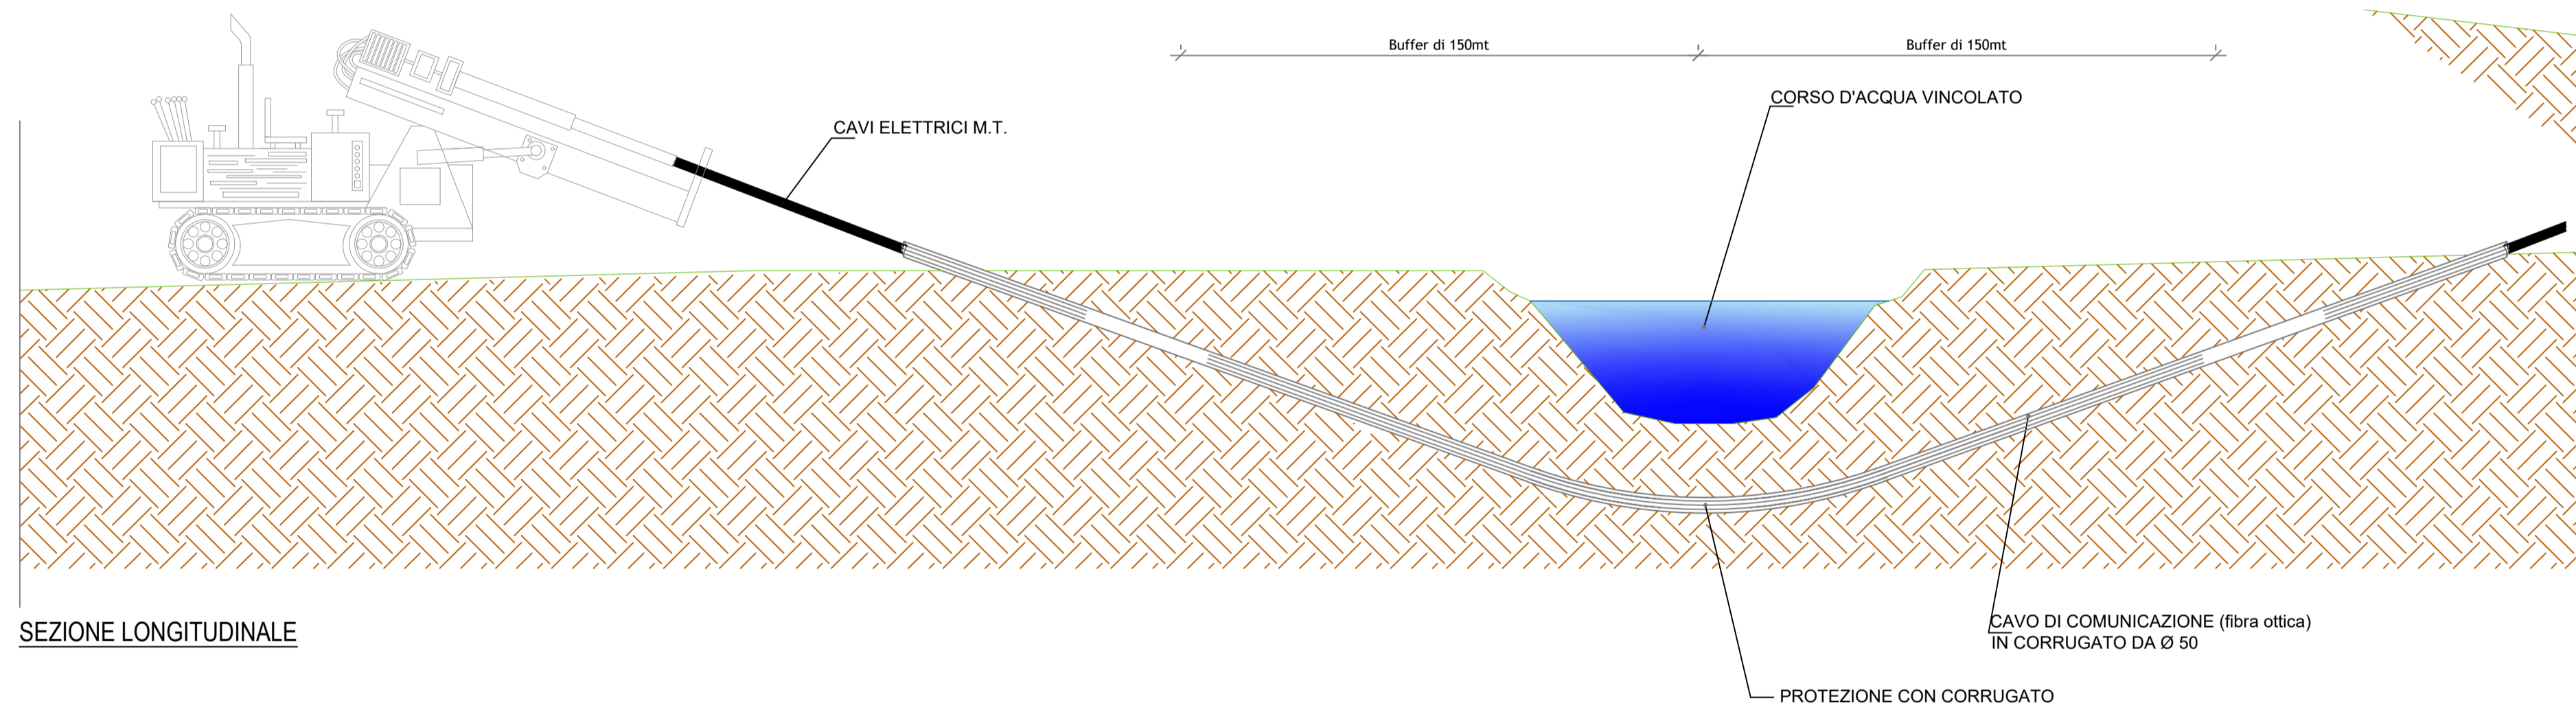 Buffer di 150mt
Buffer di 150mt
CORSO D'ACQUA VINCOLATO
CAVI ELETTRICI M.T.
SEZIONE LONGITUDINALE
CAVO DI COMUNICAZIONE (fibra ottica)
IN CORRUGATO DA Ø 50
PROTEZIONE CON CORRUGATO